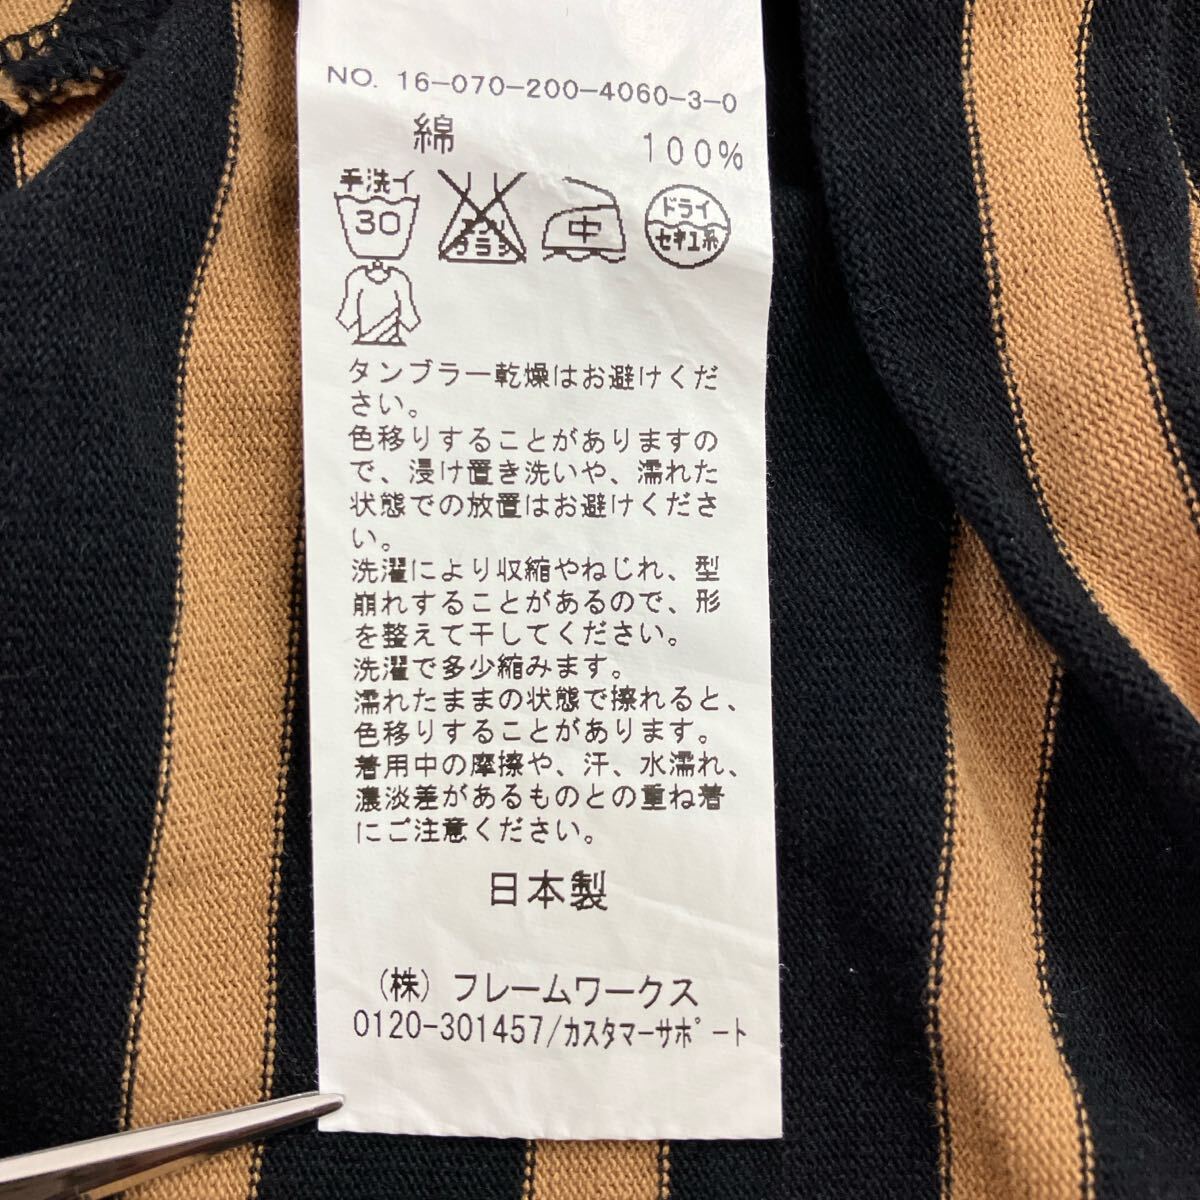 NO. 16-070-200-4060-3-0
綿 100%
手洗イ
30
エンソ
サラシ
中
ドライ
セキユ系
タンブラー乾燥はお避けくだ
さい。
色移りすることがありますの
で、浸け置き洗いや、濡れた
状態での放置はお避けくださ
い。
洗濯により収縮やねじれ、型
崩れすることがあるので、形
を整えて干してください。
洗濯で多少縮みます。
濡れたままの状態で擦れると、
色移りすることがあります。
着用中の摩擦や、汗、水濡れ、
濃淡差があるものとの重ね着
にご注意ください。
日本製
(株) フレームワークス
0120-301457/カスタマーサポート